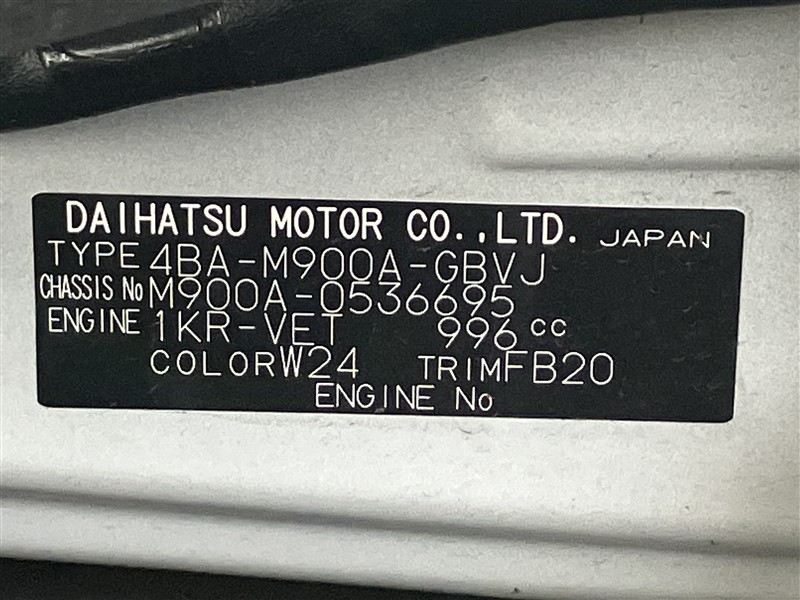 DAIHATSU MOTOR CO.,LTD. JAPAN
TYPE 4BA-M900A-GBVJ
CHASSIS No M900A-0536695
ENGINE 1KR-VET 996 cc
COLOR W24 TRIM FB20
ENGINE No